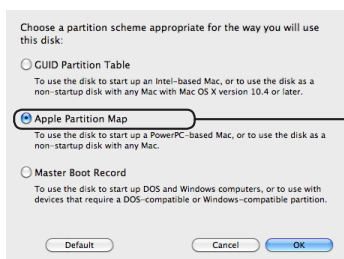 Choose a partition scheme appropriate for the way you will use
this disk:
GUID Partition Table
To use the disk to start up an Intel-based Mac, or to use the disk as a
non-startup disk with any Mac with Mac OS X version 10.4 or later.
Apple Partition Map
To use the disk to start up a PowerPC-based Mac, or to use the disk as a
non-startup disk with any Mac.
Master Boot Record
To use the disk to start up DOS and Windows computers, or to use with
devices that require a DOS-compatible or Windows-compatible partition.
Default
Cancel
OK